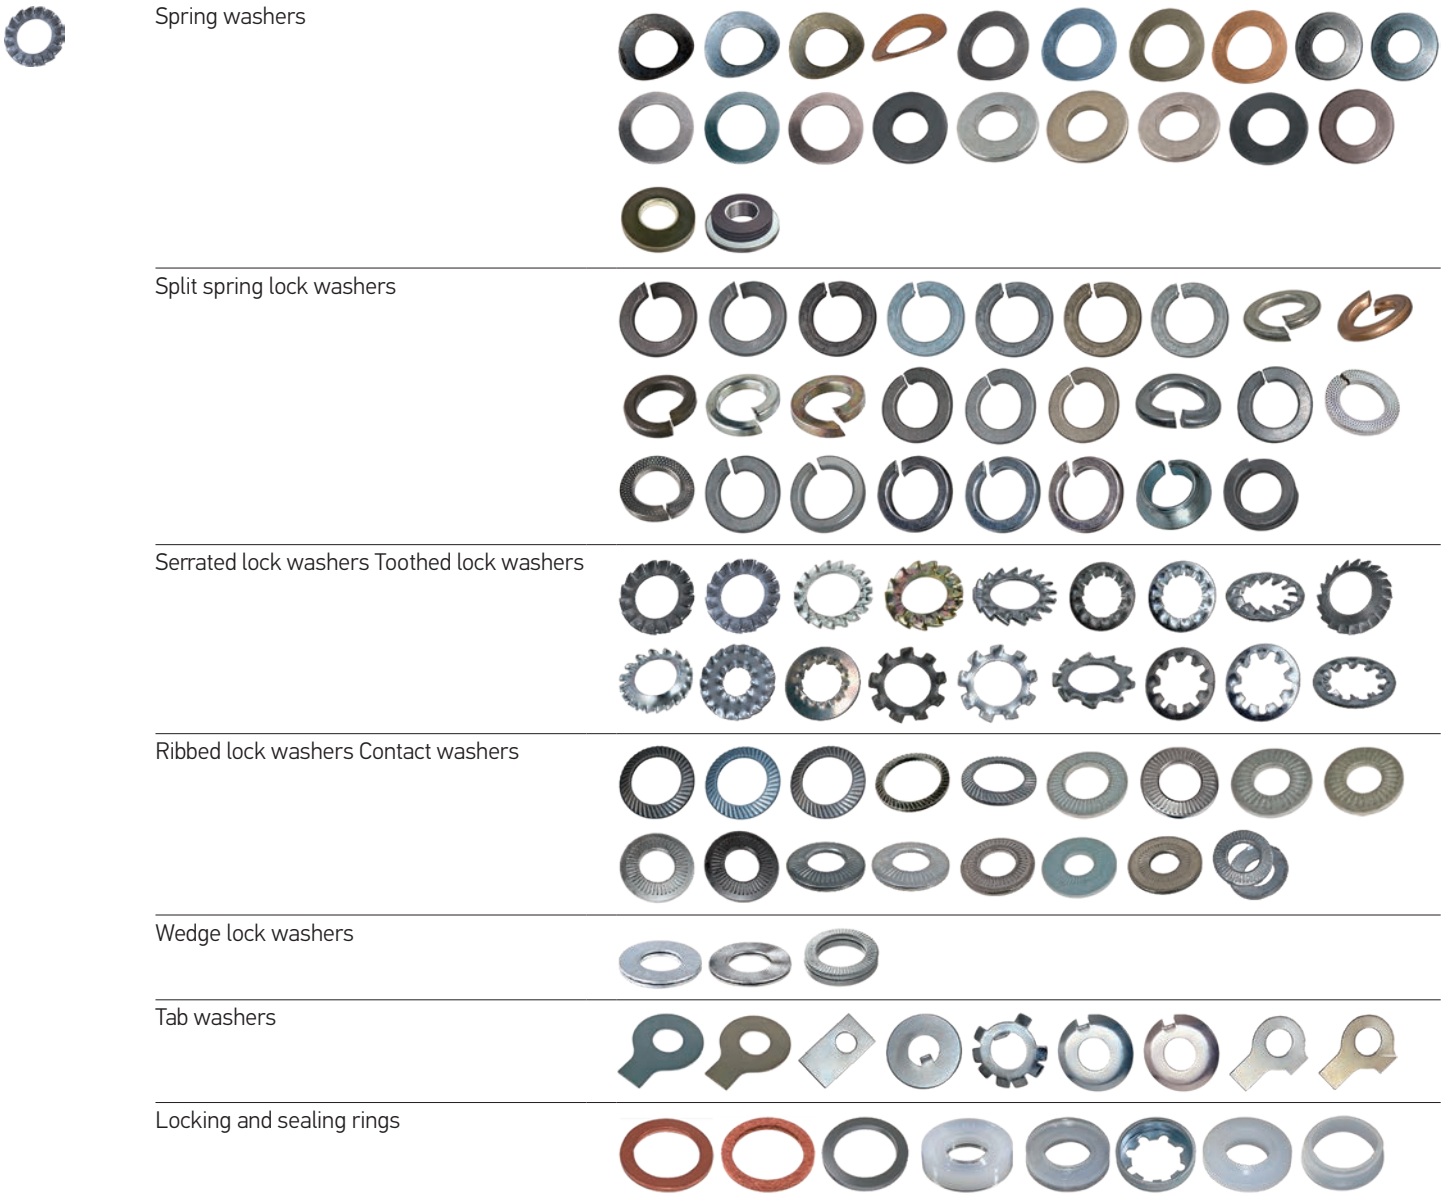 Spring washers
Split spring lock washers
Serrated lock washers Toothed lock washers
Ribbed lock washers Contact washers
Wedge lock washers
Tab washers
Locking and sealing rings